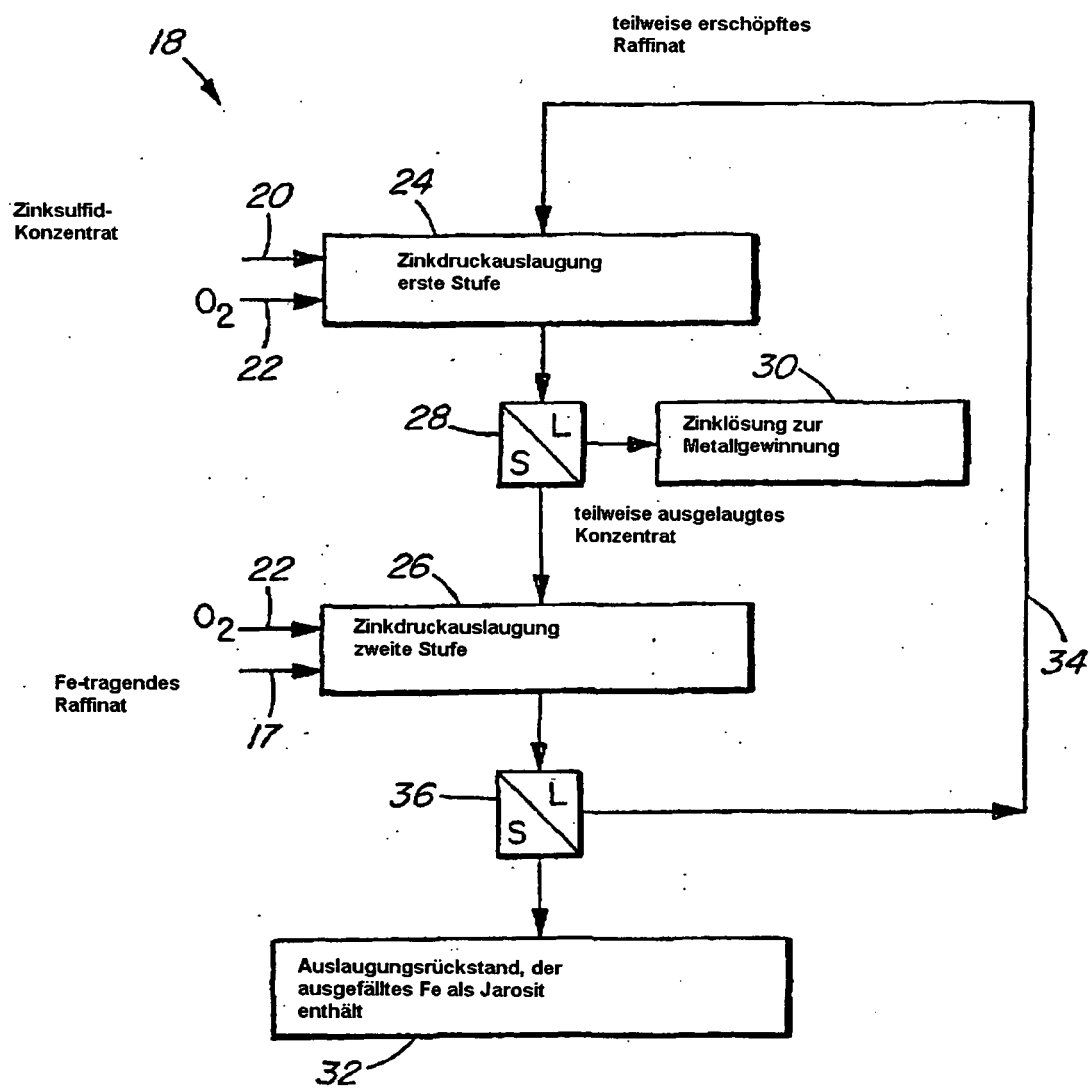 teilweise erschöpftes
Raffinat
18
Zinksulfid-
Konzentrat
20
24
Zinkdruckauslaugung
erste Stufe
O2
22
28
L
S
30
Zinklösung zur
Metallgewinnung
teilweise ausgelaugtes
Konzentrat
22
26
O2
Zinkdruckauslaugung
zweite Stufe
34
Fe-tragendes
Raffinat
17
36
L
S
Auslaugungsrückstand, der
ausgefälltes Fe als Jarosit
enthält
32